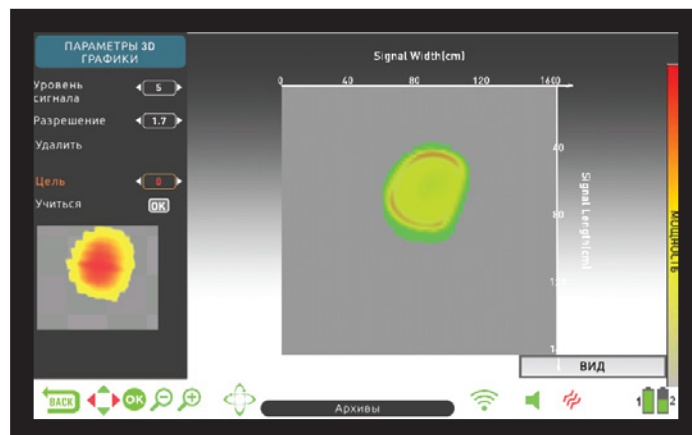 ПАРАМЕТРЫ 3D
ГРАФИКИ
Уровень
сигнала
5
Разрешение
1.7
Удалить
Цель
0
Учиться
OK
Signal Width[cm]
0 40 80 120 160
40
80
Signal Length[cm]
МОЩНОСТЬ
ВИД
BACK
OK
Архивы
1 2